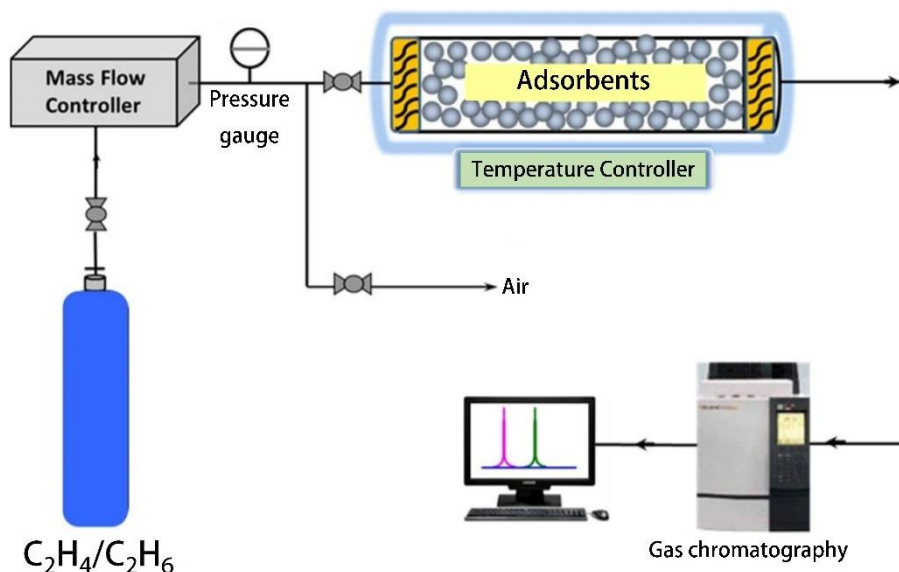 Mass Flow
Controller
Pressure
gauge
Adsorbents
Temperature Controller
Air
C₂H₄/C₂H₆
Gas chromatography